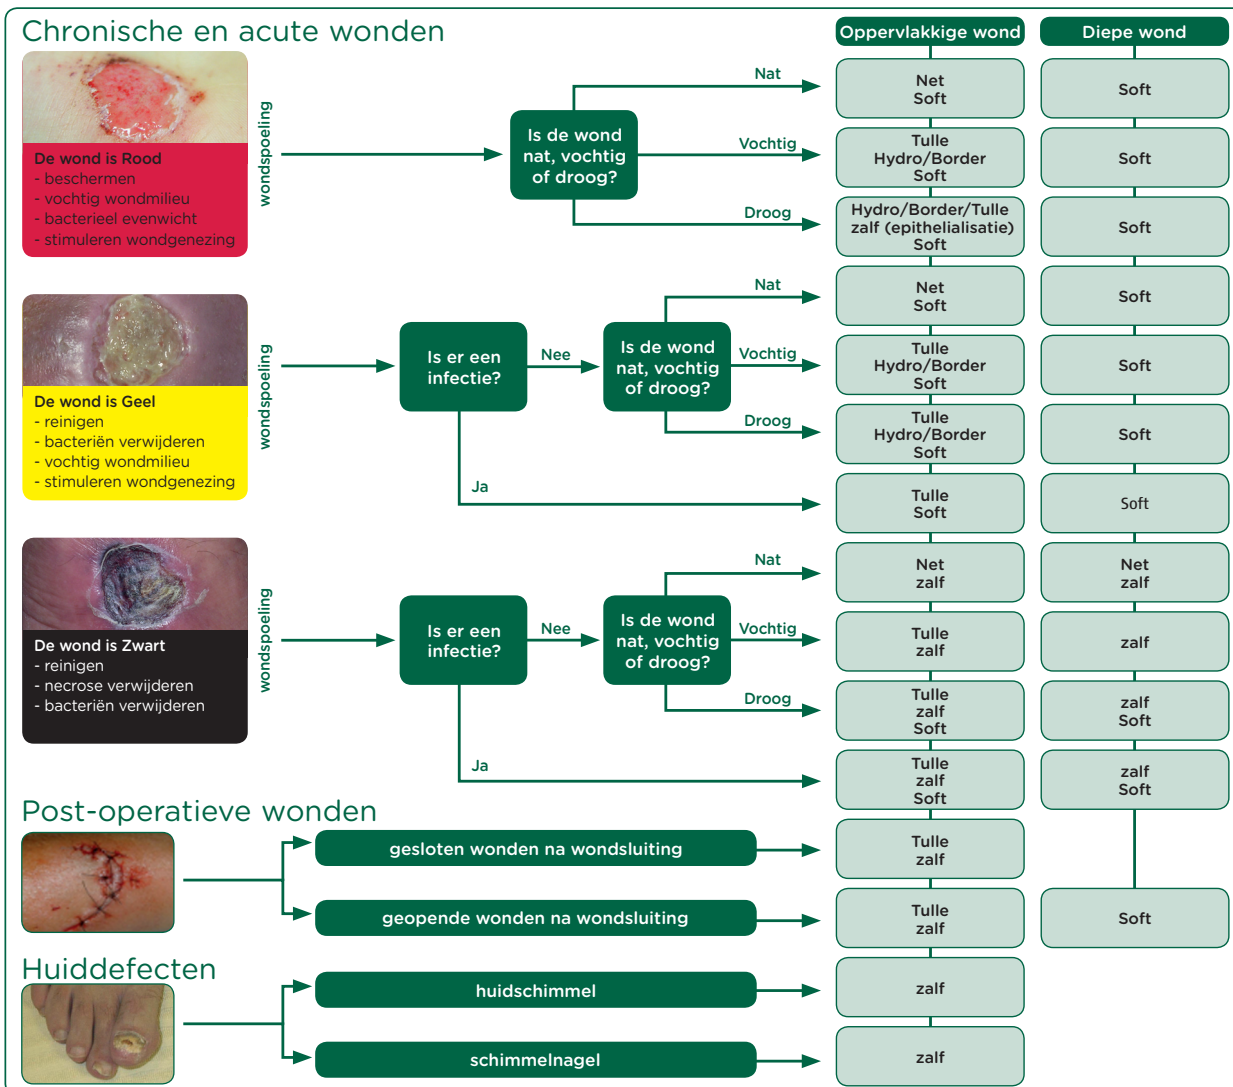 Chronische en acute wonden
Oppervlakkige wond
Diepe wond
De wond is Rood
- beschermen
- vochtig wondmilieu
- bacterieel evenwicht
- stimuleren wondgenezing
wondspoeling
Is de wond
nat, vochtig
of droog?
Nat
Net
Soft
Soft
Vochtig
Tulle
Hydro/Border
Soft
Soft
Droog
Hydro/Border/Tulle
zalf (epithelialisatie)
Soft
Soft
De wond is Geel
- reinigen
- bacteriën verwijderen
- vochtig wondmilieu
- stimuleren wondgenezing
wondspoeling
Is er een
infectie?
Nee
Is de wond
nat, vochtig
of droog?
Nat
Net
Soft
Soft
Vochtig
Tulle
Hydro/Border
Soft
Soft
Droog
Tulle
Hydro/Border
Soft
Soft
Ja
Tulle
Soft
Soft
De wond is Zwart
- reinigen
- necrose verwijderen
- bacteriën verwijderen
wondspoeling
Is er een
infectie?
Nee
Is de wond
nat, vochtig
of droog?
Nat
Net
zalf
Net
zalf
Vochtig
Tulle
zalf
zalf
Droog
Tulle
zalf
Soft
zalf
Soft
Ja
Tulle
zalf
Soft
zalf
Soft
Post-operatieve wonden
gesloten wonden na wondsluiting
Tulle
zalf
geopende wonden na wondsluiting
Tulle
zalf
Soft
Huiddefecten
huidschimmel
zalf
schimmelnagel
zalf